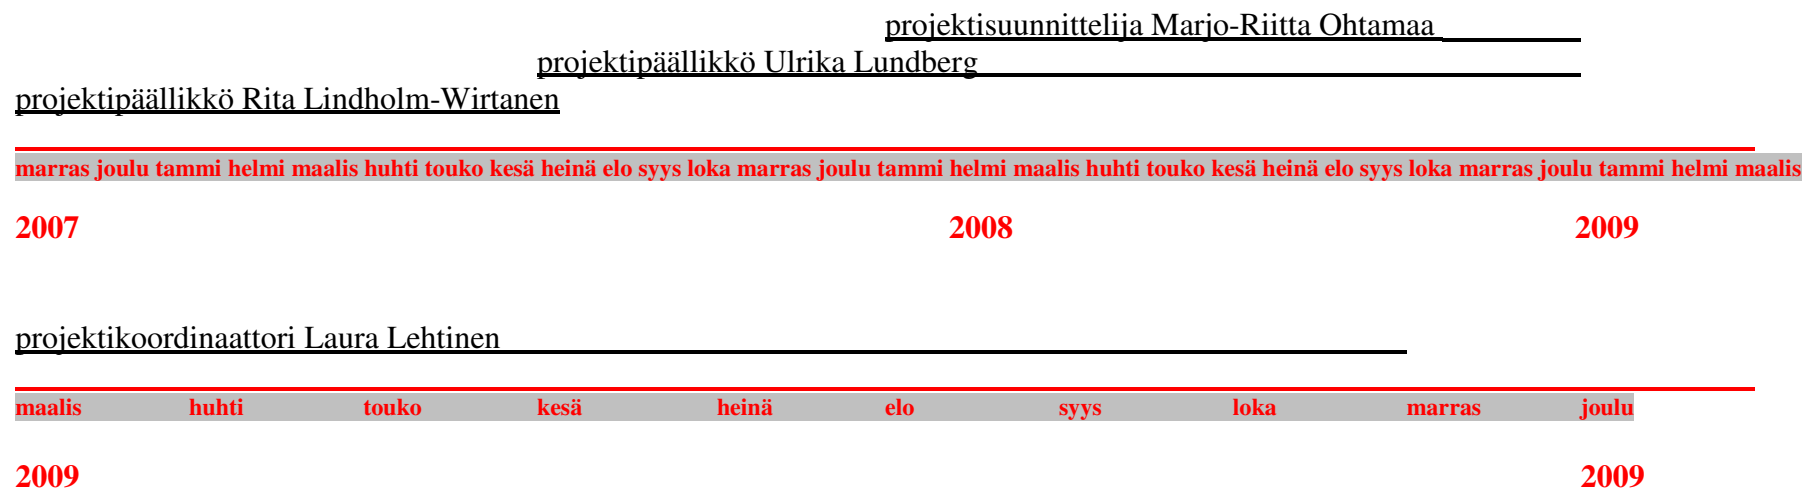 projektisuunnittelija Marjo-Riitta Ohtamaa
projektipäällikkö Ulrika Lundberg
projektipäällikkö Rita Lindholm-Wirtanen
marras joulu tammi helmi maalis huhti touko kesä heinä elo syys loka marras joulu tammi helmi maalis huhti touko kesä heinä elo syys loka marras joulu tammi helmi maalis
2007 2008 2009
projektikoordinaattori Laura Lehtinen
maalis huhti touko kesä heinä elo syys loka marras joulu
2009 2009